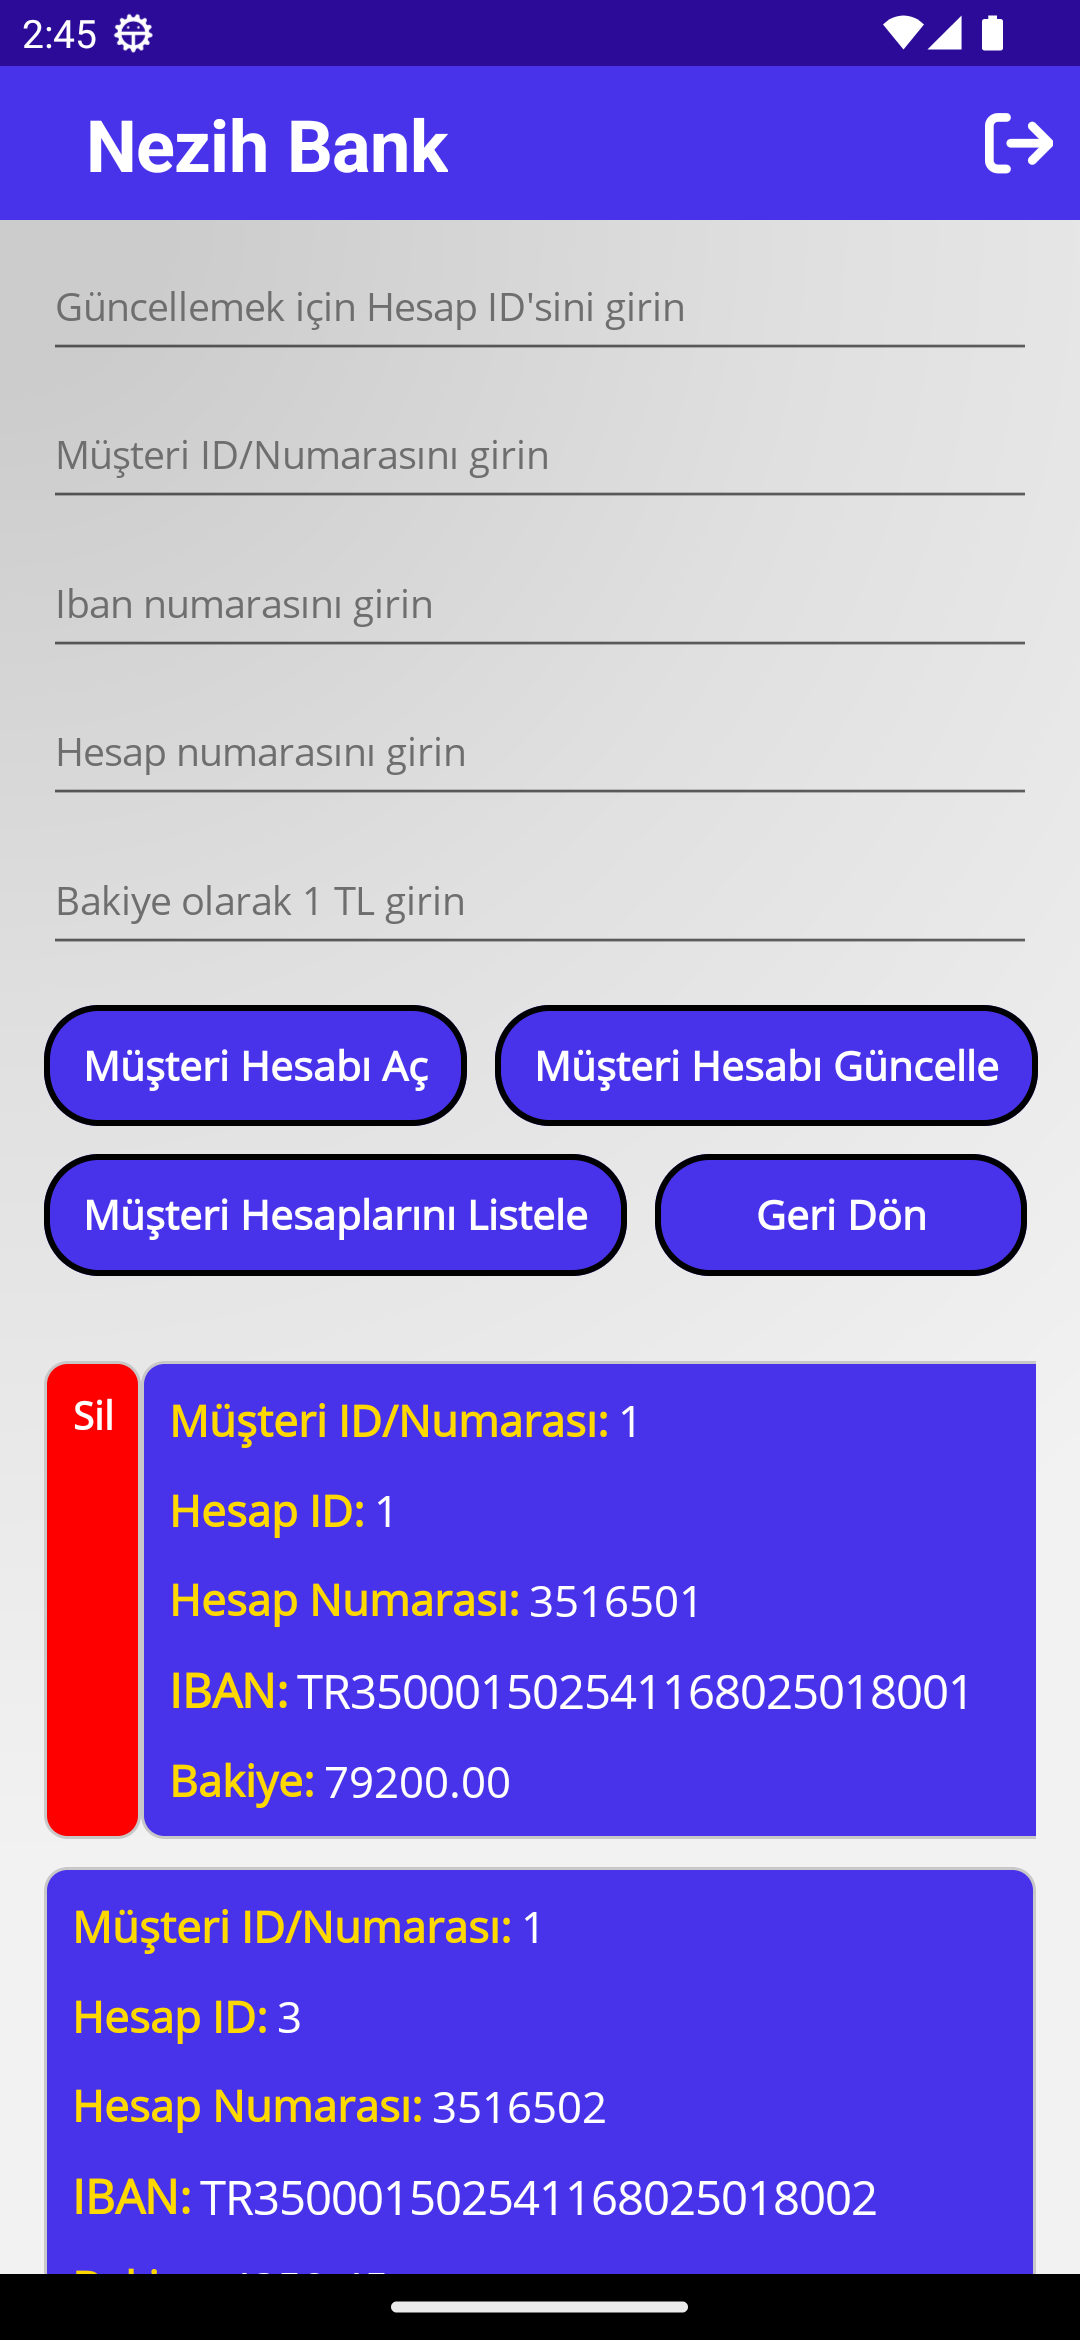 2:45
Nezih Bank
Güncellemek için Hesap ID'sini girin
Müşteri ID/Numarasını girin
Iban numarasını girin
Hesap numarasını girin
Bakiye olarak 1 TL girin
Müşteri Hesabı Aç
Müşteri Hesabı Güncelle
Müşteri Hesaplarını Listele
Geri Dön
Sil
Müşteri ID/Numarası: 1
Hesap ID: 1
Hesap Numarası: 3516501
IBAN: TR350001502541168025018001
Bakiye: 79200.00
Müşteri ID/Numarası: 1
Hesap ID: 3
Hesap Numarası: 3516502
IBAN: TR350001502541168025018002